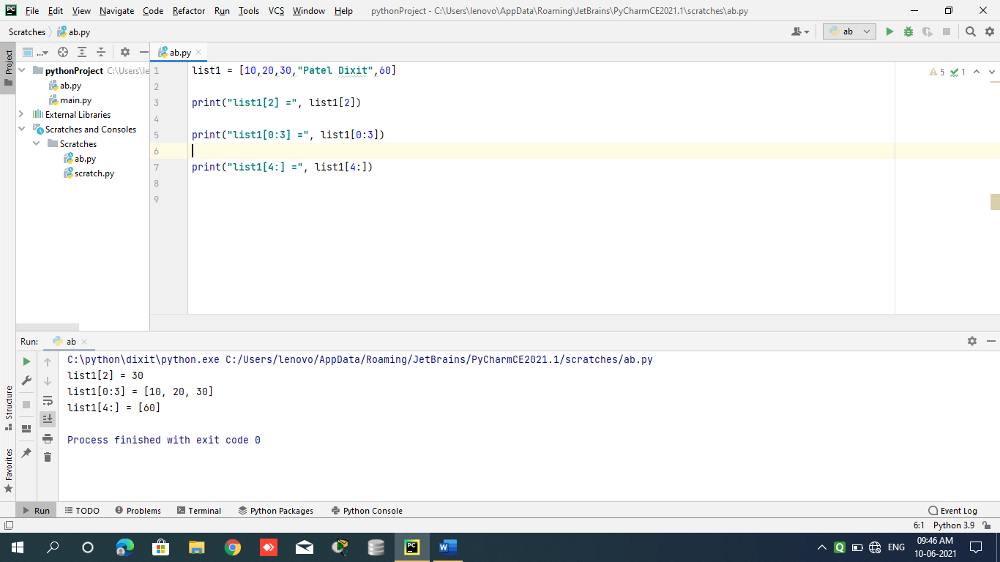 PC File Edit View Navigate Code Refactor Run Tools VCS Window Help pythonProject - C:\Users\lenovo\AppData\Roaming\JetBrains\PyCharmCE2021.1\scratches\ab.py
Scratches ab.py ab
Project
... ab.py
pythonProject C:\Users\le
ab.py
main.py
External Libraries
Scratches and Consoles
Scratches
ab.py
scratch.py
1 list1 = [10,20,30,"Patel Dixit",60]
2
3 print("list1[2] =", list1[2])
4
5 print("list1[0:3] =", list1[0:3])
6
7 print("list1[4:] =", list1[4:])
8
9
5 1
Run: ab
C:\python\dixit\python.exe C:/Users/lenovo/AppData/Roaming/JetBrains/PyCharmCE2021.1/scratches/ab.py
list1[2] = 30
list1[0:3] = [10, 20, 30]
list1[4:] = [60]
Process finished with exit code 0
Structure
Favorites
Run TODO Problems Terminal Python Packages Python Console Event Log
6:1 Python 3.9
PC W Q ENG 09:46 AM
10-06-2021